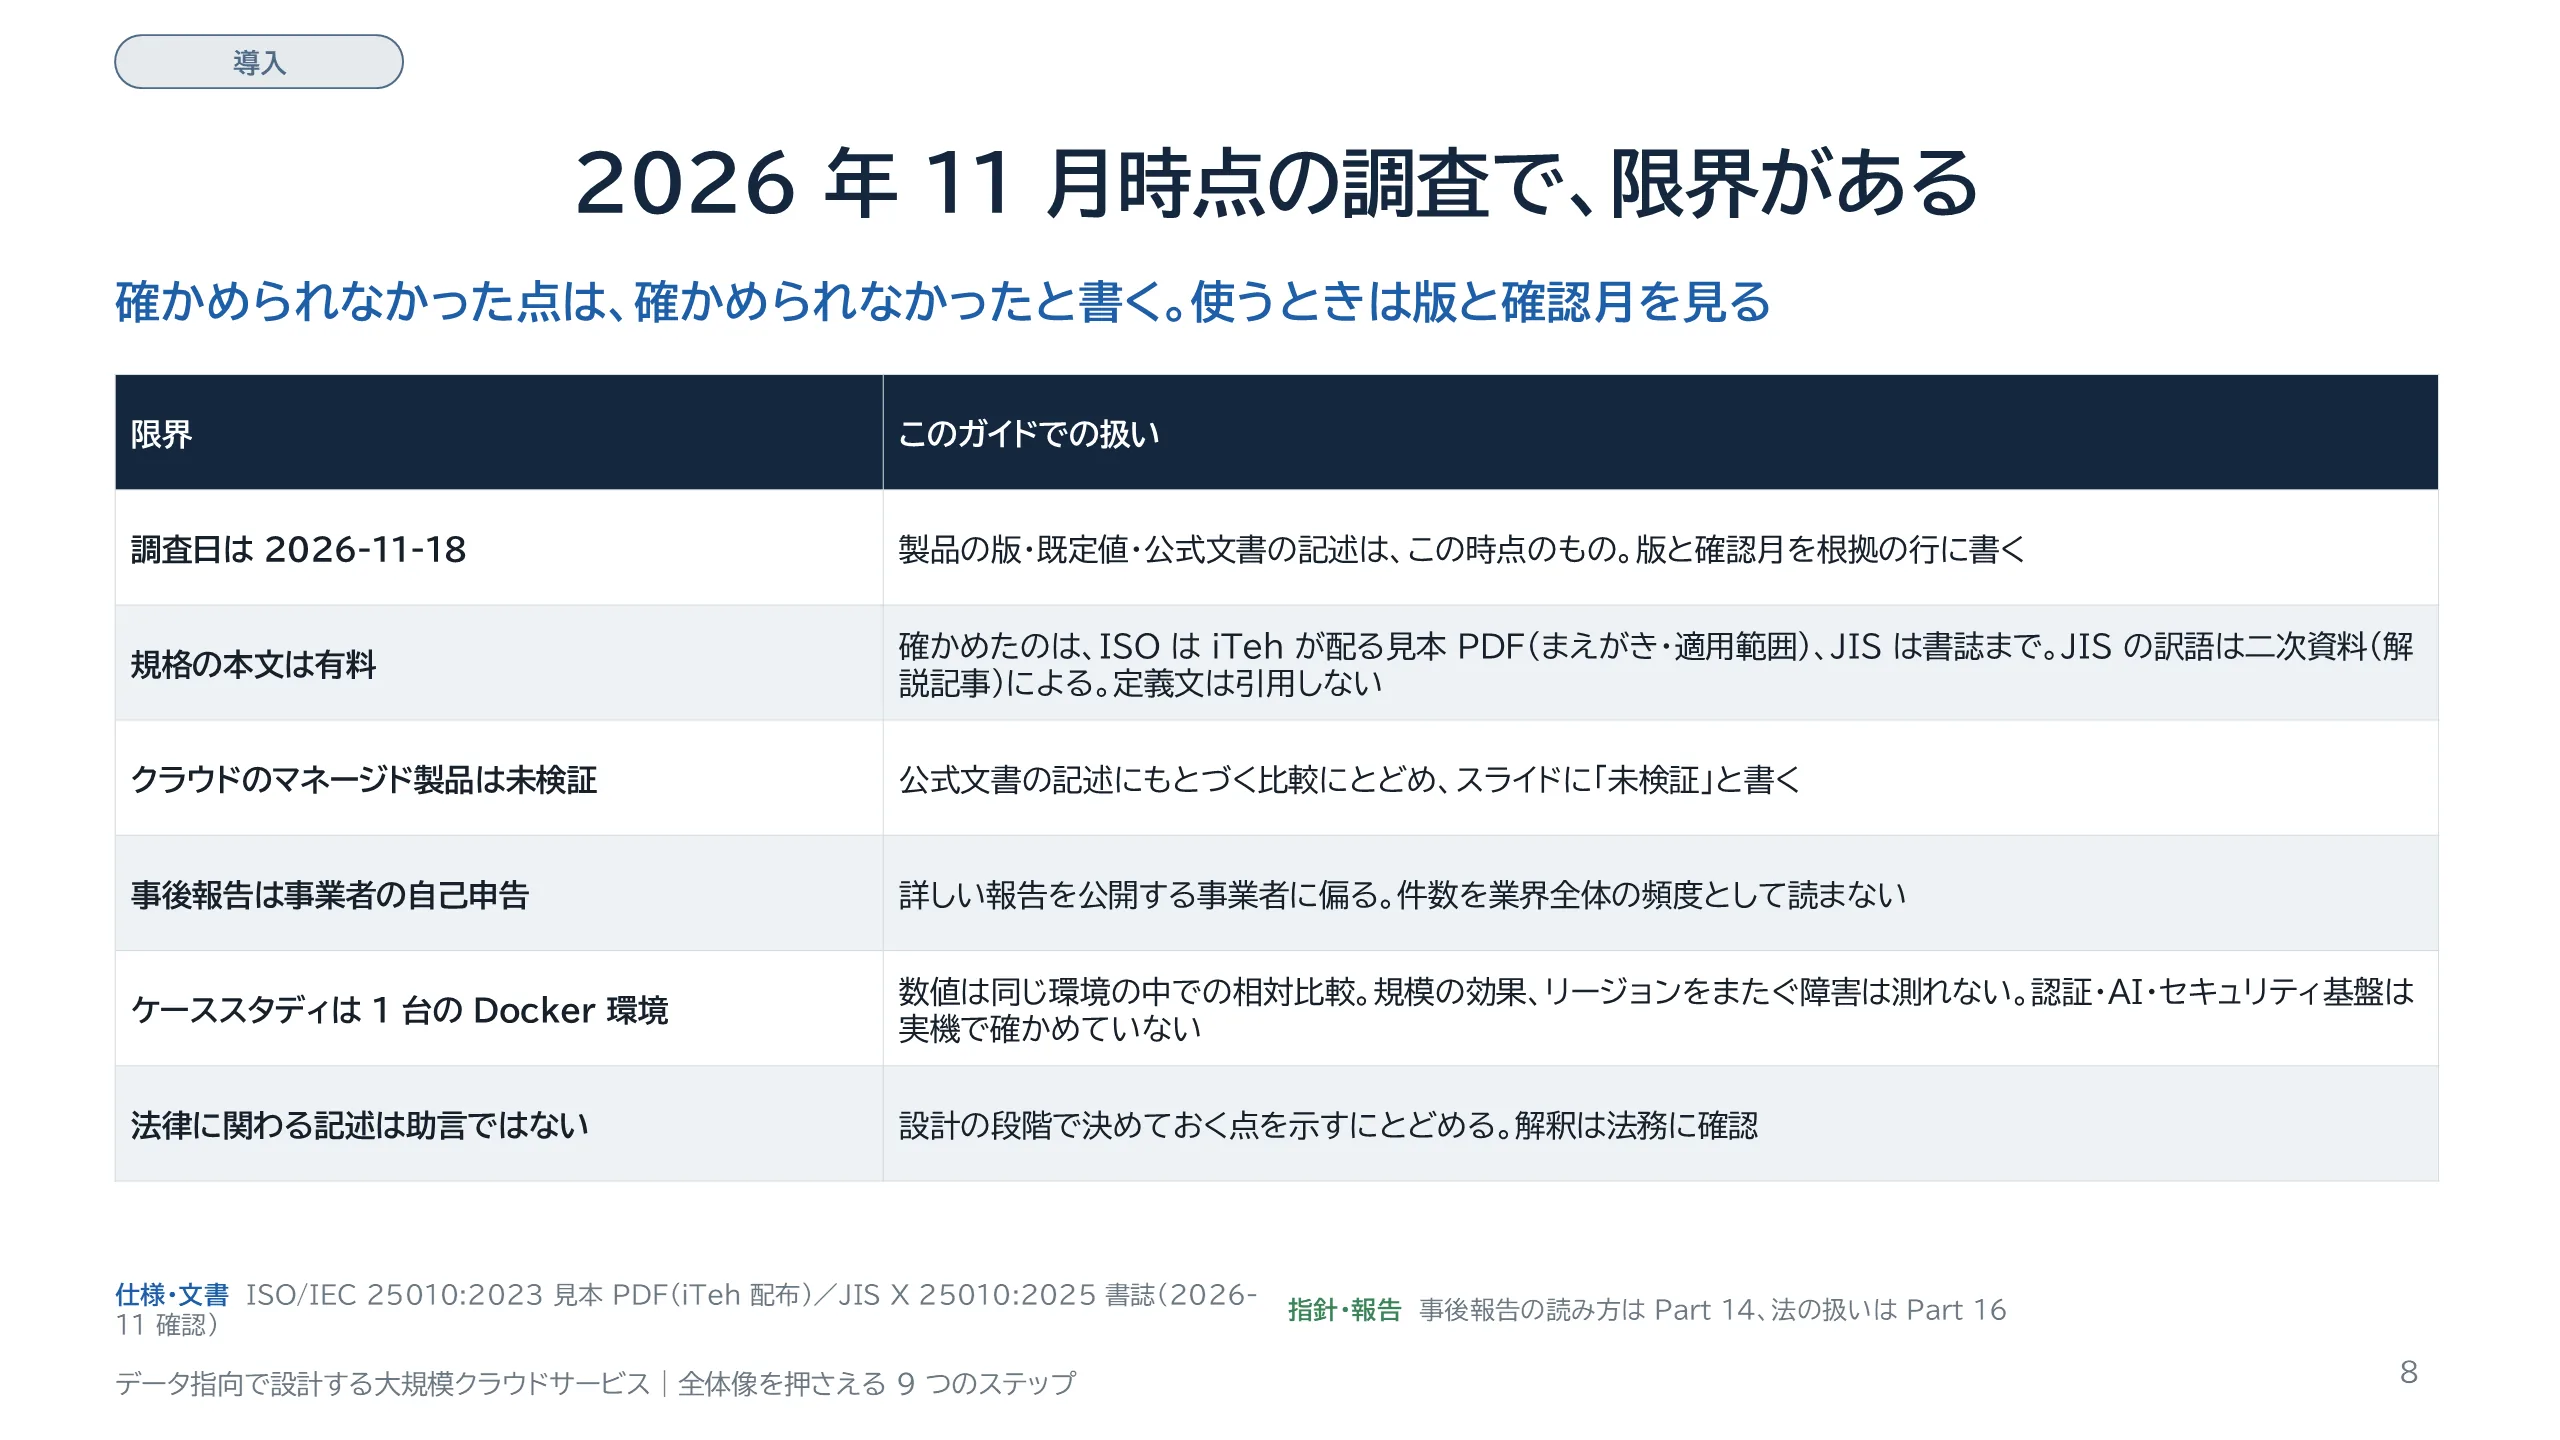 導入
2026 年 11 月時点の調査で、限界がある
確かめられなかった点は、確かめられなかったと書く。使うときは版と確認月を見る
限界
このガイドでの扱い
調査日は 2026-11-18
製品の版・既定値・公式文書の記述は、この時点のもの。版と確認月を根拠の行に書く
規格の本文は有料
確かめたのは、ISO は iTeh が配る見本 PDF（まえがき・適用範囲）、JIS は書誌まで。JIS の訳語は二次資料（解
説記事）による。定義文は引用しない
クラウドのマネージド製品は未検証
公式文書の記述にもとづく比較にとどめ、スライドに「未検証」と書く
事後報告は事業者の自己申告
詳しい報告を公開する事業者に偏る。件数を業界全体の頻度として読まない
ケーススタディは 1 台の Docker 環境
数値は同じ環境の中での相対比較。規模の効果、リージョンをまたぐ障害は測れない。認証・AI・セキュリティ基盤は
実機で確かめていない
法律に関わる記述は助言ではない
設計の段階で決めておく点を示すにとどめる。解釈は法務に確認
仕様・文書 ISO/IEC 25010:2023 見本 PDF（iTeh 配布）／JIS X 25010:2025 書誌（2026-
11 確認）
指針・報告 事後報告の読み方は Part 14、法の扱いは Part 16
データ指向で設計する大規模クラウドサービス｜全体像を押さえる 9 つのステップ
8